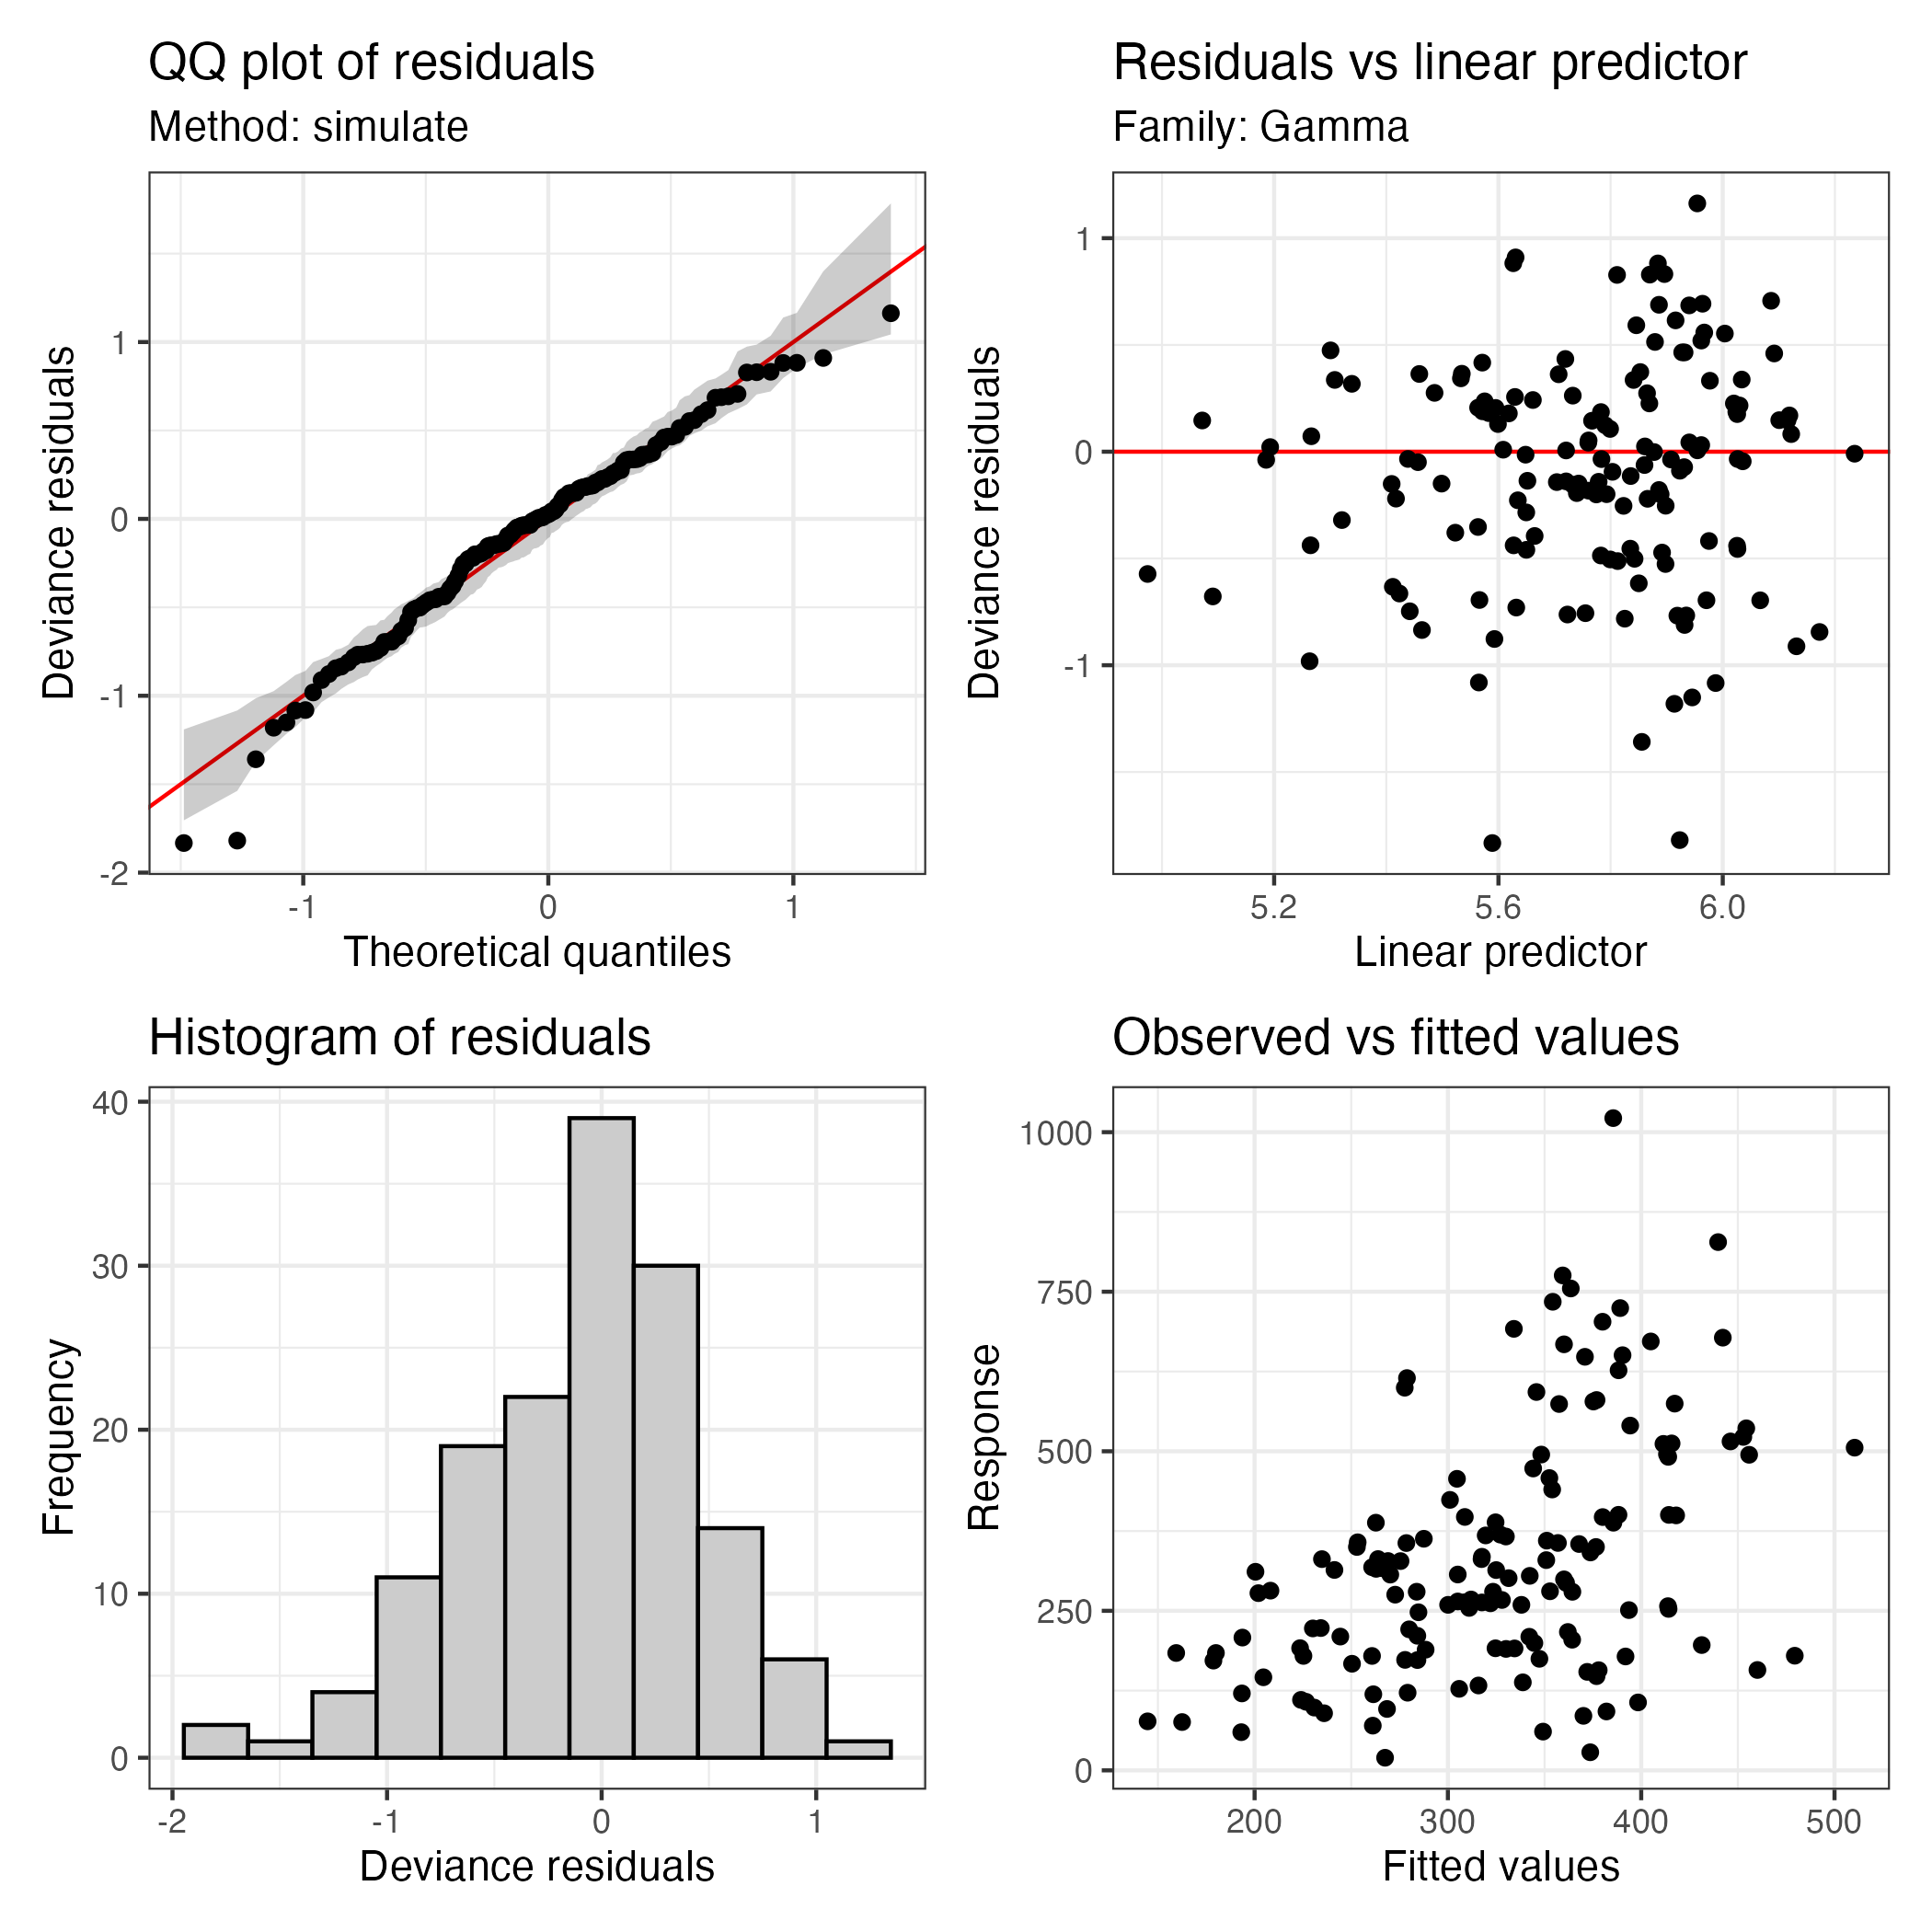 QQ plot of residuals
Method: simulate
Deviance residuals
1
0
-1
-2
-1
0
1
Theoretical quantiles
Residuals vs linear predictor
Family: Gamma
Deviance residuals
1
0
-1
5.2
5.6
6.0
Linear predictor
Histogram of residuals
Frequency
40
30
20
10
0
-2
-1
0
1
Deviance residuals
Observed vs fitted values
Response
1000
750
500
250
0
200
300
400
500
Fitted values